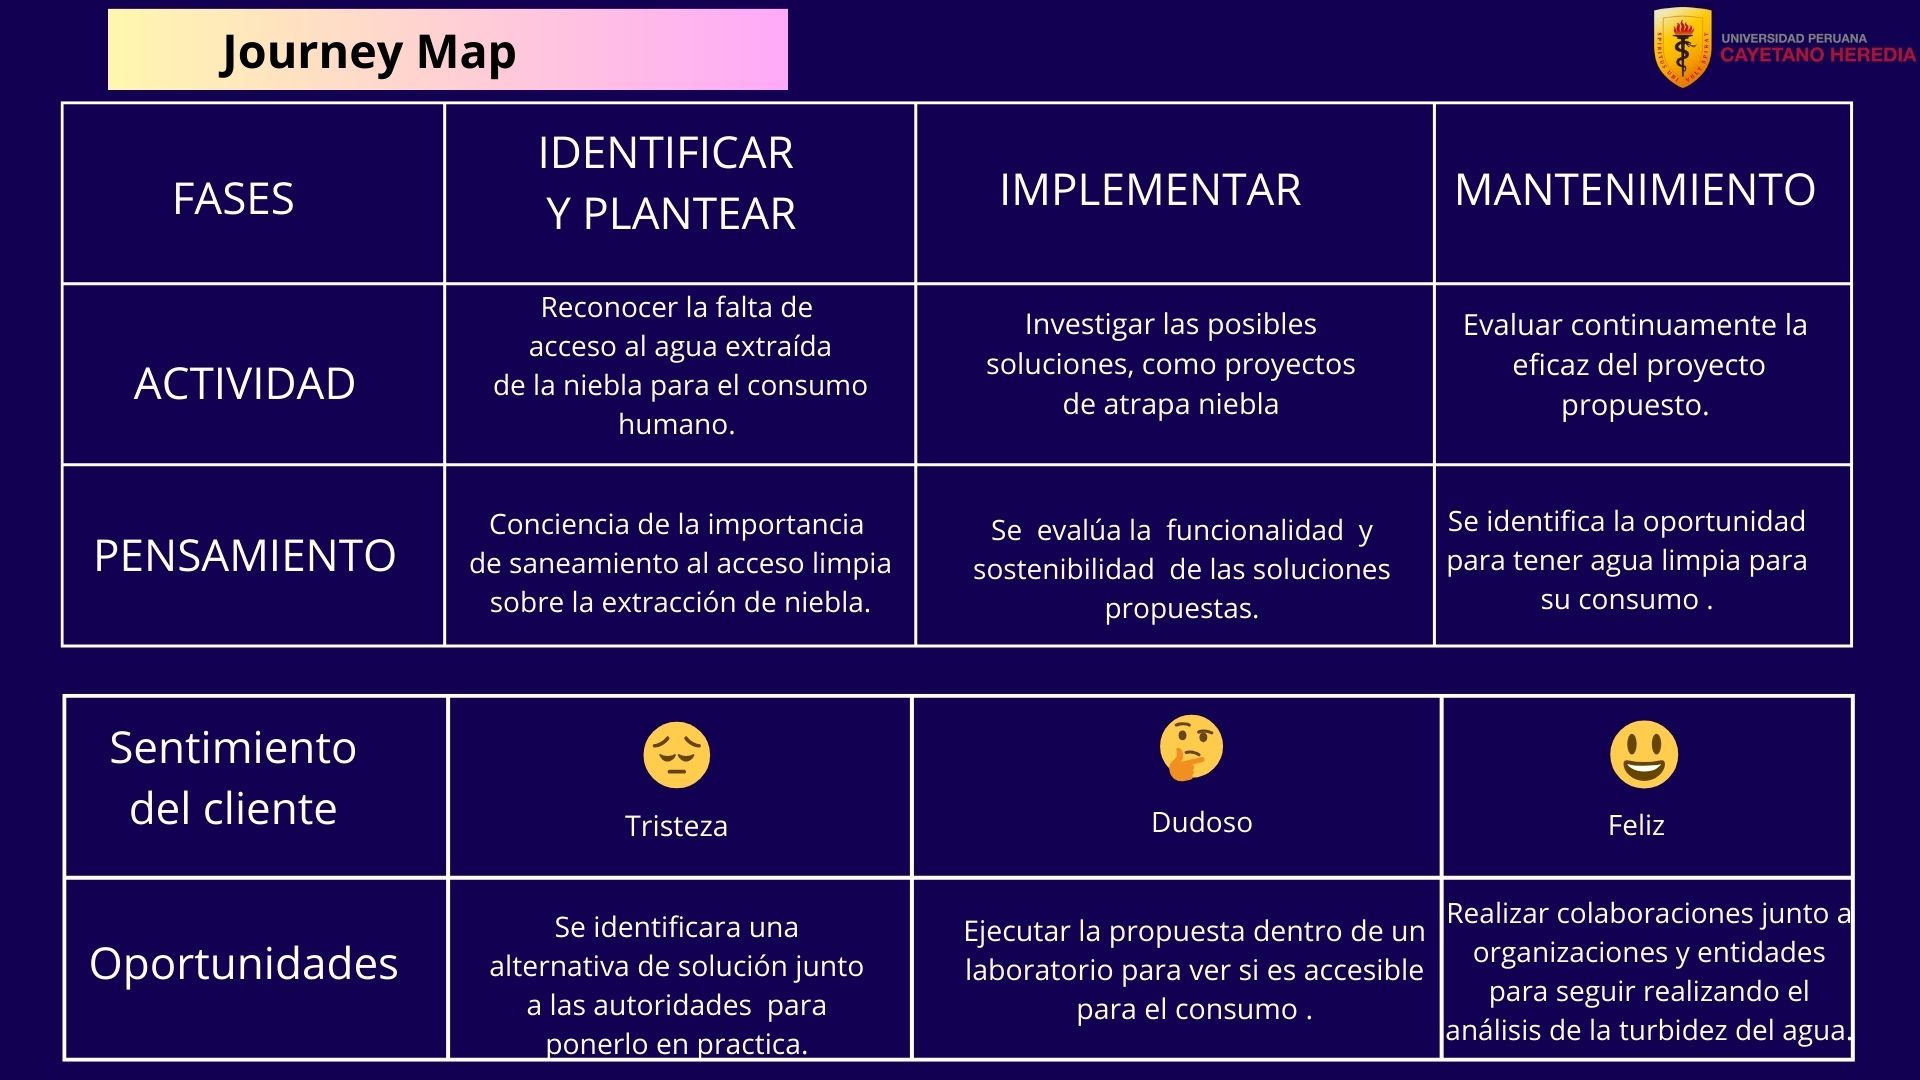 Journey Map
UNIVERSIDAD PERUANA
CAYETANO HEREDIA
FASES
IDENTIFICAR
Y PLANTEAR
IMPLEMENTAR
MANTENIMIENTO
ACTIVIDAD
Reconocer la falta de
acceso al agua extraída
de la niebla para el consumo
humano.
Investigar las posibles
soluciones, como proyectos
de atrapa niebla
Evaluar continuamente la
eficaz del proyecto
propuesto.
PENSAMIENTO
Conciencia de la importancia
de saneamiento al acceso limpia
sobre la extracción de niebla.
Se evalúa la funcionalidad y
sostenibilidad de las soluciones
propuestas.
Se identifica la oportunidad
para tener agua limpia para
su consumo .
Sentimiento
del cliente
Tristeza
Dudoso
Feliz
Oportunidades
Se identificara una
alternativa de solución junto
a las autoridades para
ponerlo en practica.
Ejecutar la propuesta dentro de un
laboratorio para ver si es accesible
para el consumo .
Realizar colaboraciones junto a
organizaciones y entidades
para seguir realizando el
análisis de la turbidez del agua.